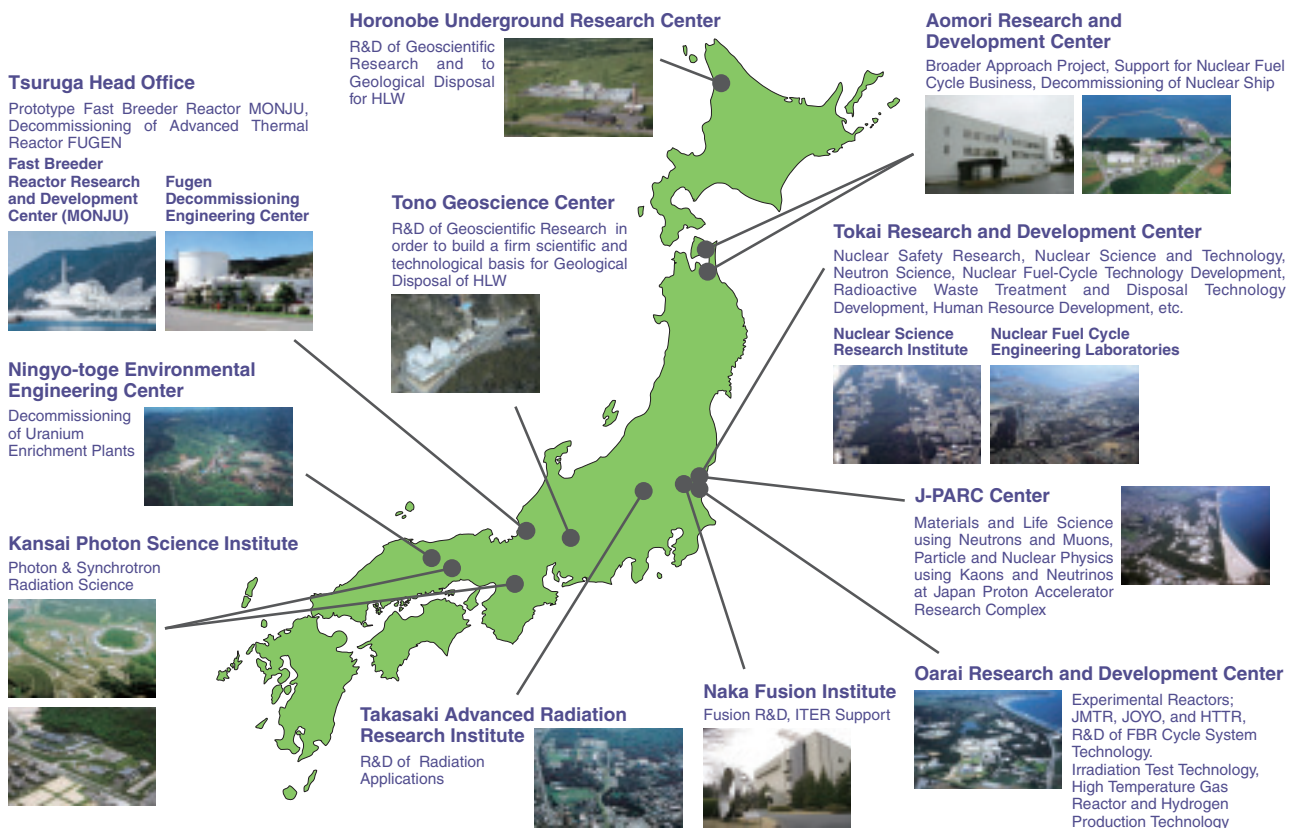 Horonobe Underground Research Center
R&D of Geoscientific
Research and to
Geological Disposal
for HLW
Aomori Research and
Development Center
Broader Approach Project, Support for Nuclear Fuel
Cycle Business, Decommissioning of Nuclear Ship
Tsuruga Head Office
Prototype Fast Breeder Reactor MONJU,
Decommissioning of Advanced Thermal
Reactor FUGEN
Fast Breeder
Reactor Research
and Development
Center (MONJU)
Fugen
Decommissioning
Engineering Center
Tono Geoscience Center
R&D of Geoscientific Research in
order to build a firm scientific and
technological basis for Geological
Disposal of HLW
Tokai Research and Development Center
Nuclear Safety Research, Nuclear Science and Technology,
Neutron Science, Nuclear Fuel-Cycle Technology Development,
Radioactive Waste Treatment and Disposal Technology
Development, Human Resource Development, etc.
Nuclear Science
Research Institute
Nuclear Fuel Cycle
Engineering Laboratories
Ningyo-toge Environmental
Engineering Center
Decommissioning
of Uranium
Enrichment Plants
J-PARC Center
Materials and Life Science
using Neutrons and Muons,
Particle and Nuclear Physics
using Kaons and Neutrinos
at Japan Proton Accelerator
Research Complex
Kansai Photon Science Institute
Photon & Synchrotron
Radiation Science
Takasaki Advanced Radiation
Research Institute
R&D of Radiation
Applications
Naka Fusion Institute
Fusion R&D, ITER Support
Oarai Research and Development Center
Experimental Reactors;
JMTR, JOYO, and HTTR,
R&D of FBR Cycle System
Technology.
Irradiation Test Technology,
High Temperature Gas
Reactor and Hydrogen
Production Technology